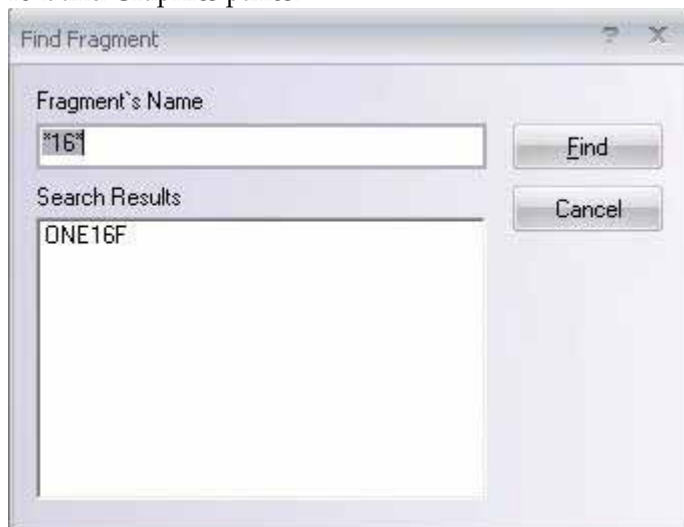 Find Fragment
Fragment`s Name
*16*
Find
Search Results
Cancel
ONE16F